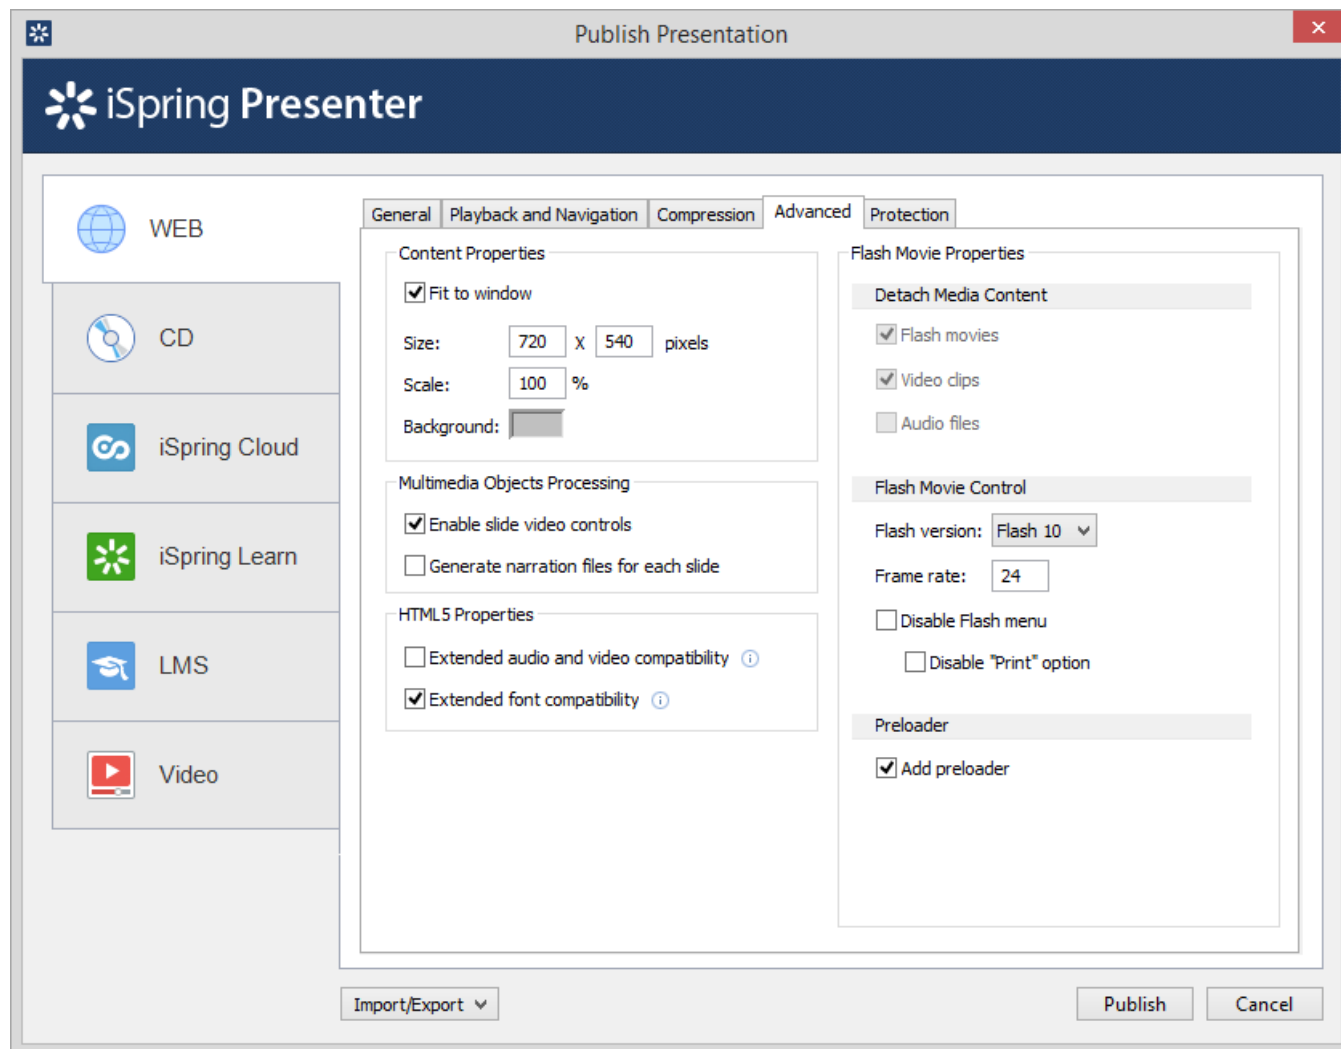 Publish Presentation
iSpring Presenter
WEB
CD
iSpring Cloud
iSpring Learn
LMS
Video
General Playback and Navigation Compression Advanced Protection
Content Properties
Fit to window
Size: 720 X 540 pixels
Scale: 100 %
Background:
Multimedia Objects Processing
Enable slide video controls
Generate narration files for each slide
HTML5 Properties
Extended audio and video compatibility
Extended font compatibility
Flash Movie Properties
Detach Media Content
Flash movies
Video clips
Audio files
Flash Movie Control
Flash version: Flash 10
Frame rate: 24
Disable Flash menu
Disable "Print" option
Preloader
Add preloader
Import/Export
Publish
Cancel